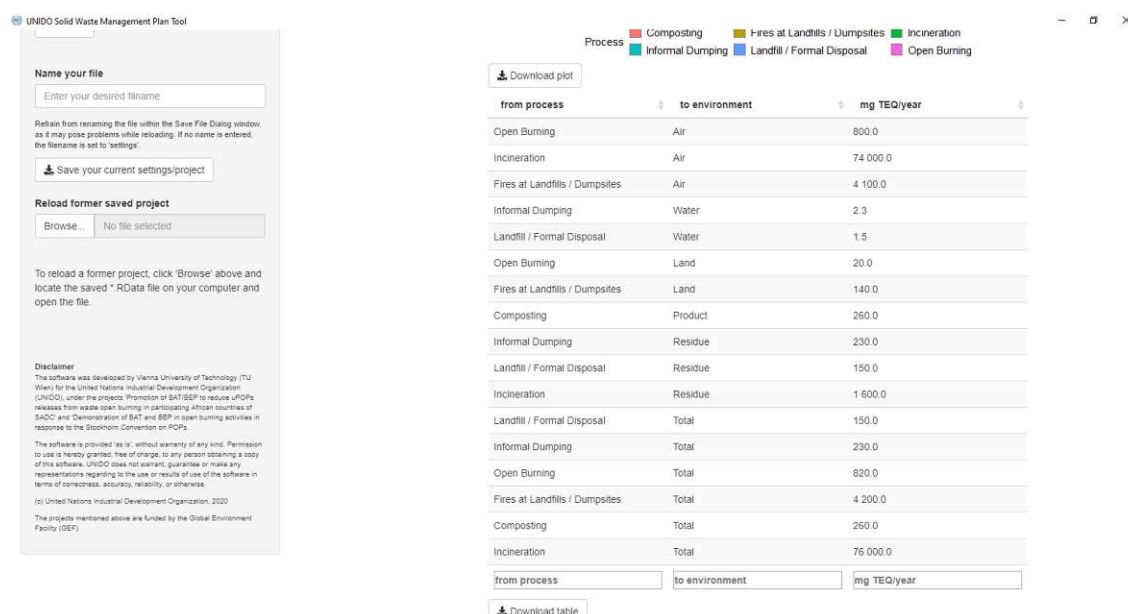 UNIDO Solid Waste Management Plan Tool
Name your file
Enter your desired filname
Refrain from renaming the file within the Save File Dialog window,
as it may pose problems while reloading. If no name is entered,
the filename is set to 'settings'.
Save your current settings/project
Reload former saved project
Browse... No file selected
To reload a former project, click 'Browse' above and
locate the saved *.RData file on your computer and
open the file.
Disclaimer
The software was developed by Vienna University of Technology (TU
Wien) for the United Nations Industrial Development Organization
(UNIDO), under the projects 'Promotion of BAT/BEP to reduce uPOPs
releases from waste open burning in participating African countries of
SADC' and 'Demonstration of BAT and BEP in open burning activities in
response to the Stockholm Convention on POPs.
The software is provided 'as is', without warranty of any kind. Permission
to use is hereby granted, free of charge, to any person obtaining a copy
of this software. UNIDO does not warrant, guarantee or make any
representations regarding to the use or results of use of the software in
terms of correctness, accuracy, reliability, or otherwise.
(c) United Nations Industrial Development Organization, 2020
The projects mentioned above are funded by the Global Environment
Facility (GEF).
Process Composting Fires at Landfills / Dumpsites Incineration
Informal Dumping Landfill / Formal Disposal Open Burning
Download plot
from process to environment mg TEQ/year
Open Burning Air 800.0
Incineration Air 74 000.0
Fires at Landfills / Dumpsites Air 4 100.0
Informal Dumping Water 2.3
Landfill / Formal Disposal Water 1.5
Open Burning Land 20.0
Fires at Landfills / Dumpsites Land 140.0
Composting Product 260.0
Informal Dumping Residue 230.0
Landfill / Formal Disposal Residue 150.0
Incineration Residue 1 600.0
Landfill / Formal Disposal Total 150.0
Informal Dumping Total 230.0
Open Burning Total 820.0
Fires at Landfills / Dumpsites Total 4 200.0
Composting Total 260.0
Incineration Total 76 000.0
from process to environment mg TEQ/year
Download table